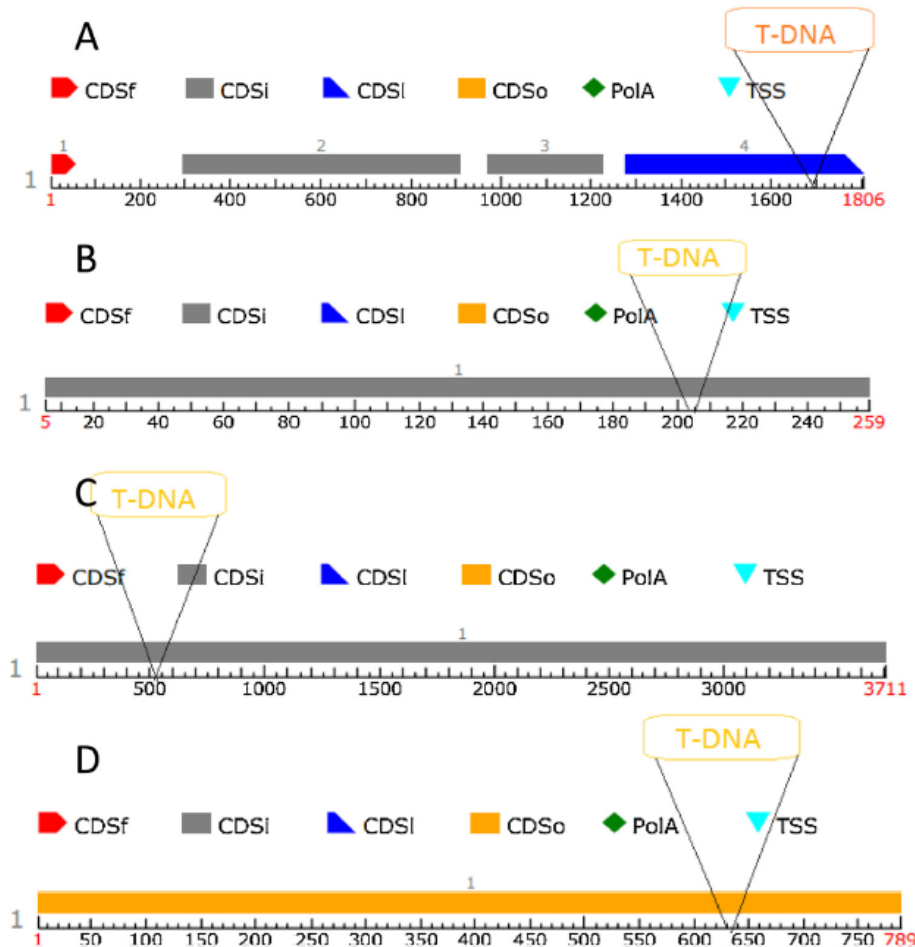 A T-DNA
CDSf CDSi CDSl CDSo PolA TSS
1 2 3 4
1
1 200 400 600 800 1000 1200 1400 1600 1806
B T-DNA
CDSf CDSi CDSl CDSo PolA TSS
1
1
5 20 40 60 80 100 120 140 160 180 200 220 240 259
C T-DNA
CDSf CDSi CDSl CDSo PolA TSS
1
1
1 500 1000 1500 2000 2500 3000 3711
D T-DNA
CDSf CDSi CDSl CDSo PolA TSS
1
1
1 50 100 150 200 250 300 350 400 450 500 550 600 650 700 750 789